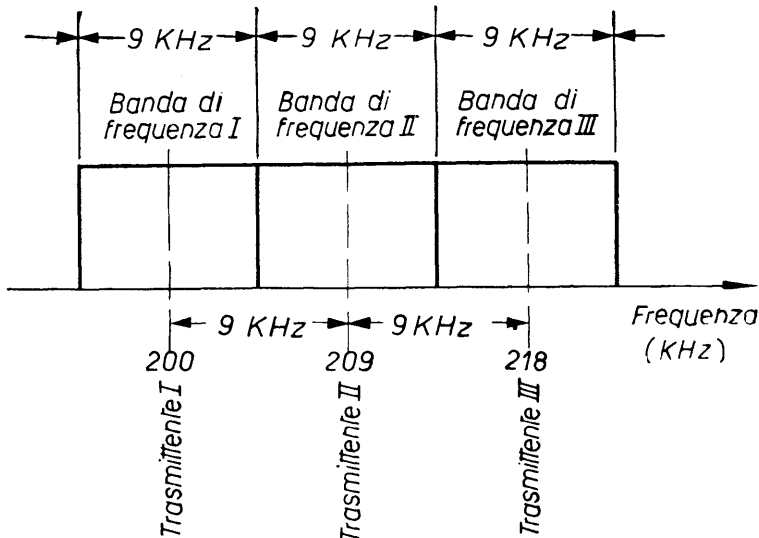 9 KHz 9 KHz 9 KHz
Banda di frequenza I
Banda di frequenza II
Banda di frequenza III
9 KHz 9 KHz
Frequenza
(KHz)
200 209 218
Trasmittente I
Trasmittente II
Trasmittente III